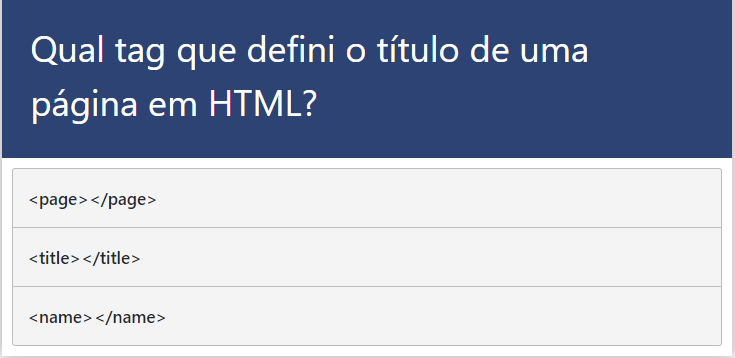 Qual tag que defini o título de uma
página em HTML?
<page></page>
<title></title>
<name></name>